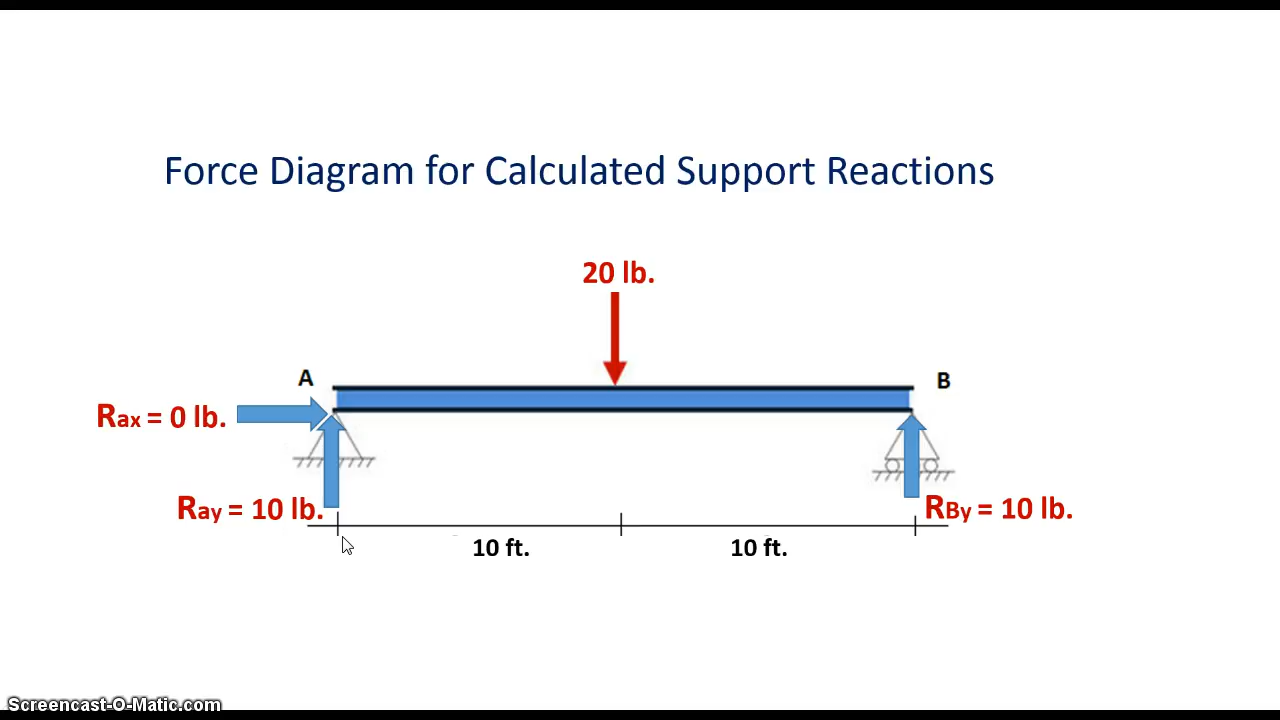 Force Diagram for Calculated Support Reactions
20 lb.
A
B
Rax = 0 lb.
Ray = 10 lb.
RBy = 10 lb.
10 ft.
10 ft.
Screencast-O-Matic.com